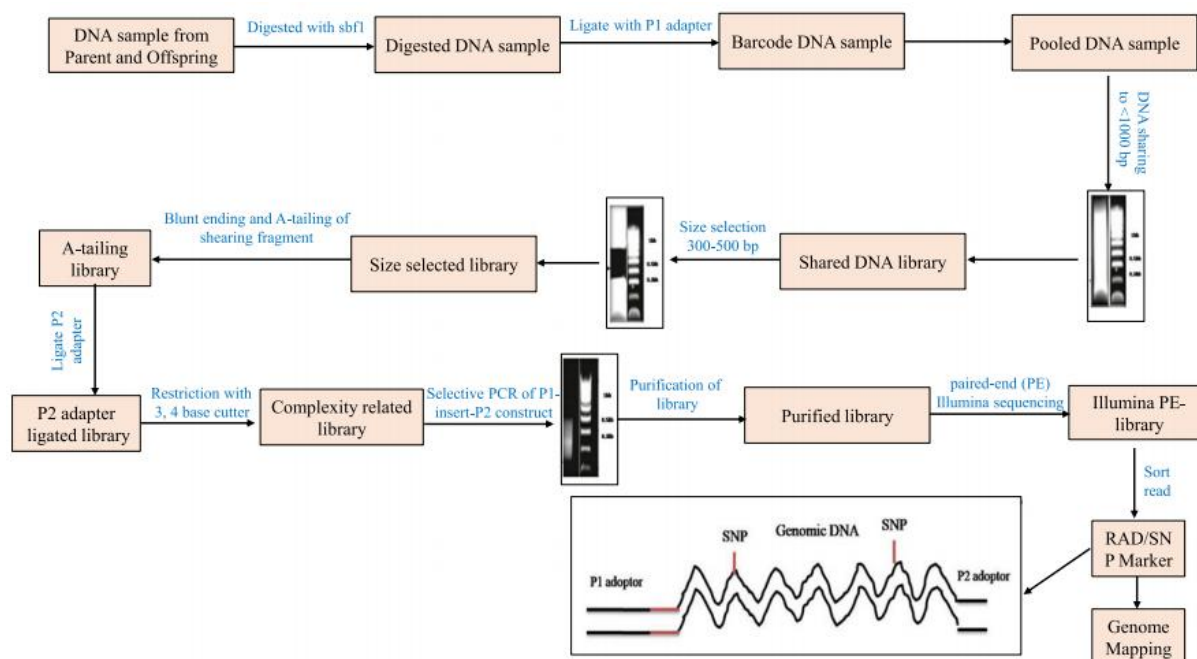 Digested with sbf1
Ligate with P1 adapter
DNA sample from
Parent and Offspring
Digested DNA sample
Barcode DNA sample
Pooled DNA sample
DNA sharing
to <1000 bp
Blunt ending and A-tailing of
shearing fragment
Size selection
300-500 bp
A-tailing
library
Size selected library
Shared DNA library
Ligate P2
adapter
Restriction with
3, 4 base cutter
Selective PCR of P1-
insert-P2 construct
Purification of
library
paired-end (PE)
Illumina sequencing
P2 adapter
ligated library
Complexity related
library
Purified library
Illumina PE-
library
Sort
read
SNP
Genomic DNA
SNP
P1 adoptor
P2 adoptor
RAD/SN
P Marker
Genome
Mapping